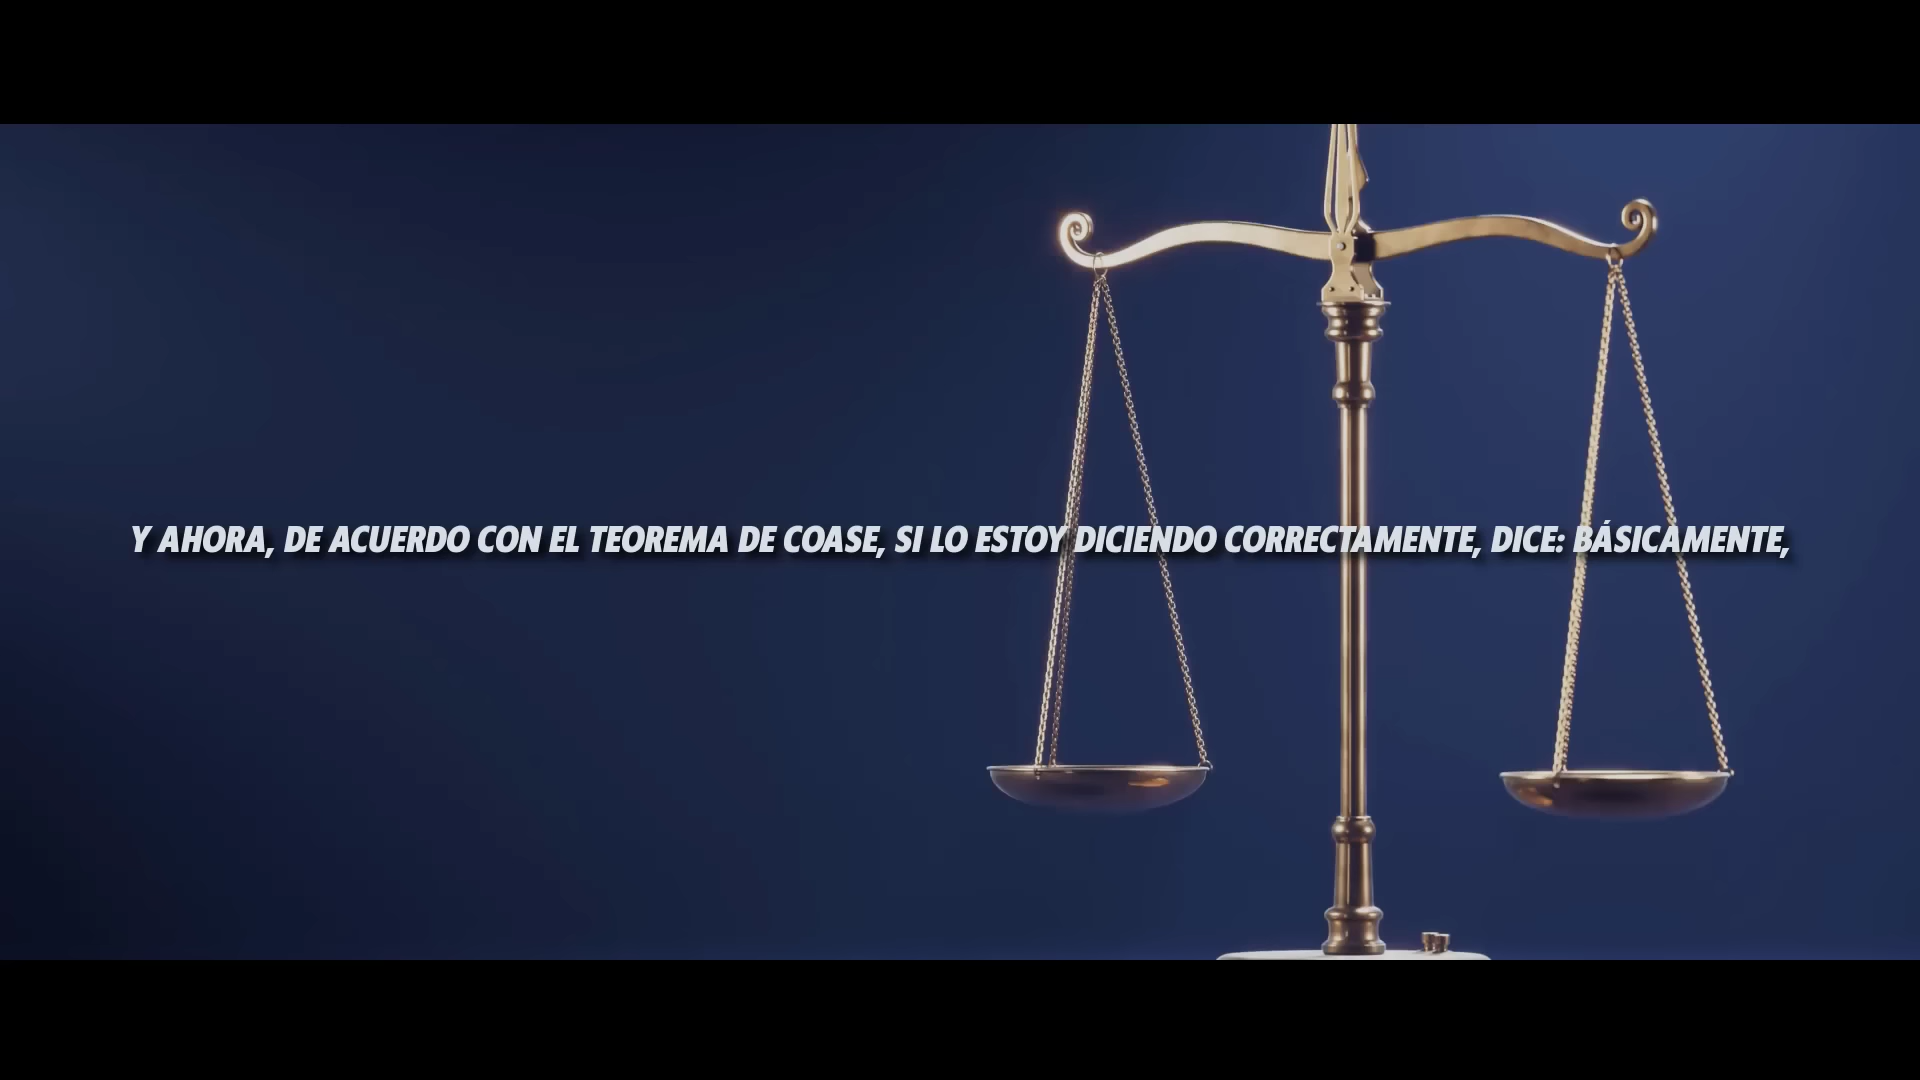 Y AHORA, DE ACUERDO CON EL TEOREMA DE COASE, SI LO ESTOY DICIENDO CORRECTAMENTE, DICE: BÁSICAMENTE,